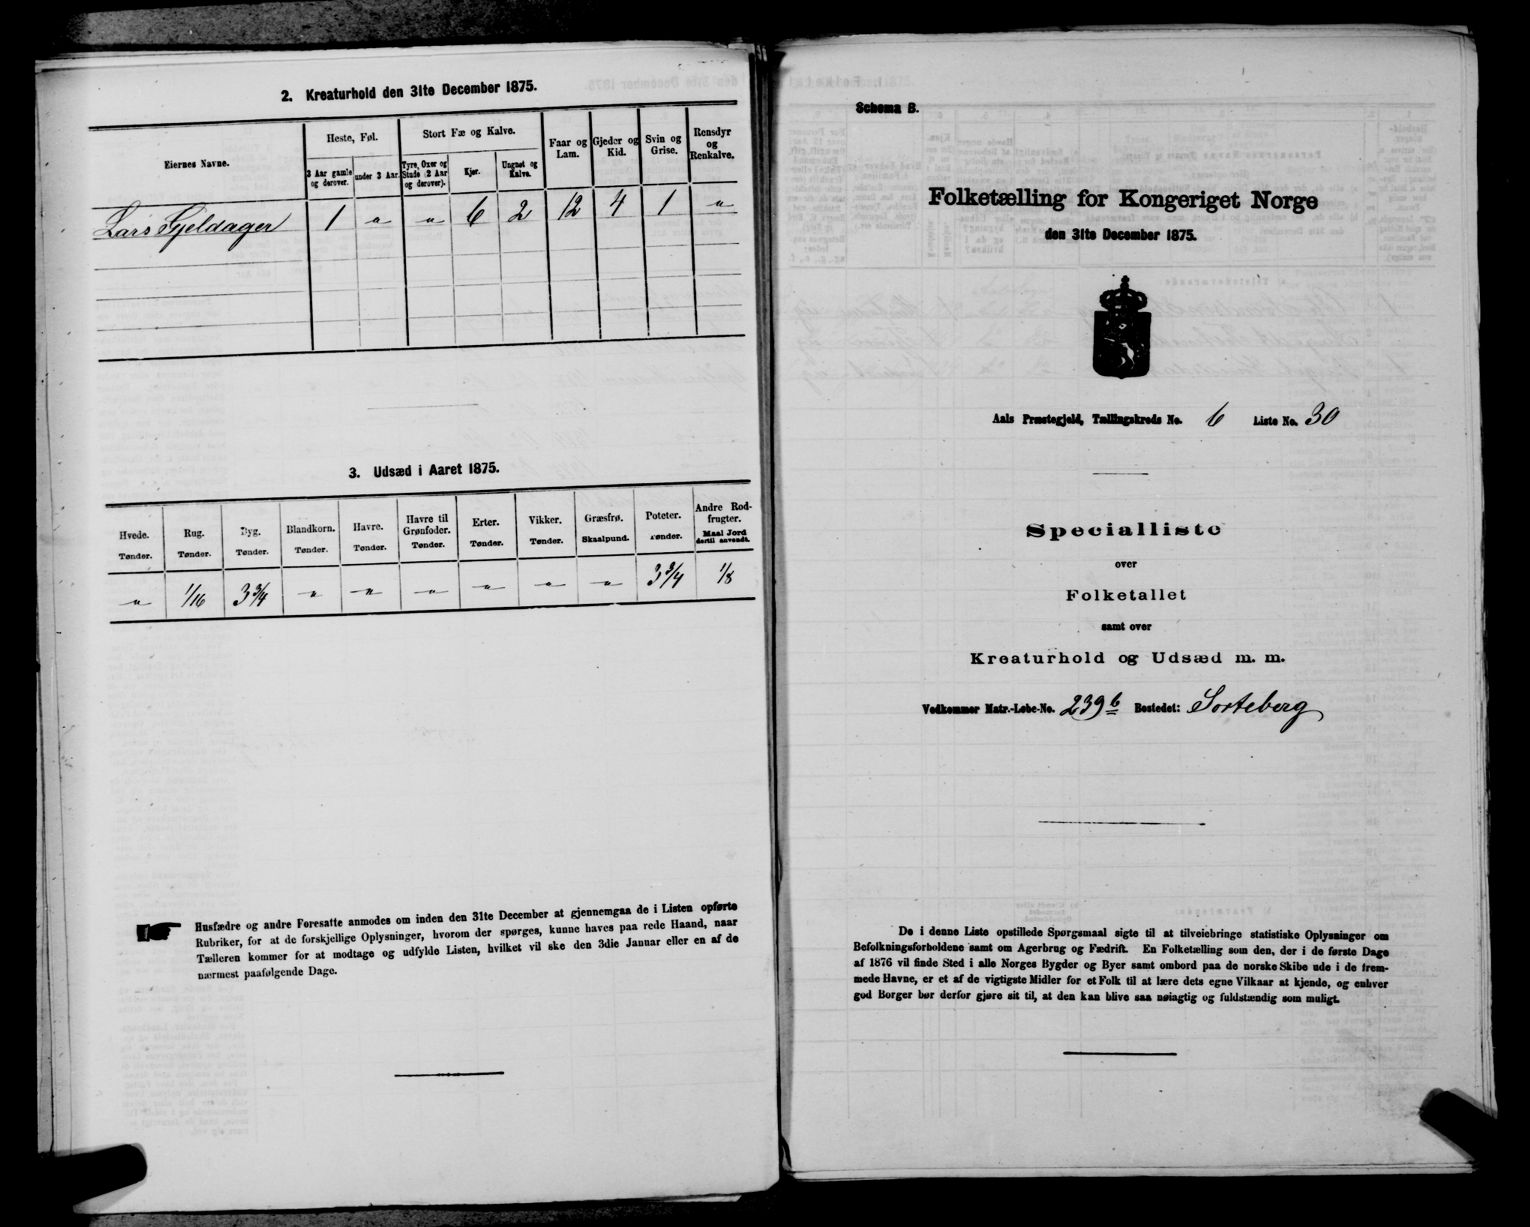 2. Kreaturhold den 31te December 1875.
Eiernes Navne.
Heste, Føl.
Stort Fæ og Kalve.
Faar og Lam.
Gjeder og Kid.
Svin og Grise.
Rensdyr og Renkalve.
3 Aar gamle og derover.
under 3 Aar.
Tyre, Oxer og Stude (2 Aar og derover).
Kjør.
Ungnøt og Kalve.
Lars Gjeldager 1 " " 6 2 12 4 1 "
3. Udsæd i Aaret 1875.
Hvede. Tønder.
Rug. Tønder.
Byg. Tønder.
Blandkorn. Tønder.
Havre. Tønder.
Havre til Grønfoder. Tønder.
Erter. Tønder.
Vikker. Tønder.
Græsfrø. Skaalpund.
Poteter. Tønder.
Andre Rodfrugter. Maal Jord dertil anvendt.
" 1/16 3 3/4 " " " " " " 3 3/4 1/8
Husfædre og andre Foresatte anmodes om inden den 31te December at gjennemgaa de i Listen opførte
Rubriker, for at de forskjellige Oplysninger, hvorom der spørges, kunne haves paa rede Haand, naar
Tælleren kommer for at modtage og udfylde Listen, hvilket vil ske den 3die Januar eller en af de
nærmest paafølgende Dage.
Schema B.
Folketælling for Kongeriget Norge
den 31te December 1875.
Aals Præstegjeld, Tællingskreds No. 6 Liste No. 30
Specialliste
over
Folketallet
samt over
Kreaturhold og Udsæd m. m.
Vedkommer Matr.-Løbe-No. 239 b Bostedet: Sorteberg
De i denne Liste opstillede Spørgsmaal sigte til at tilveiebringe statistiske Oplysninger om
Befolkningsforholdene samt om Agerbrug og Fædrift. En Folketælling som den, der i de første Dage
af 1876 vil finde Sted i alle Norges Bygder og Byer samt ombord paa de norske Skibe ude i de frem-
mede Havne, er et af de vigtigste Midler for et Folk til at lære dets egne Vilkaar at kjende, og enhver
god Borger bør derfor gjøre sit til, at den kan blive saa nøiagtig og fuldstændig som muligt.